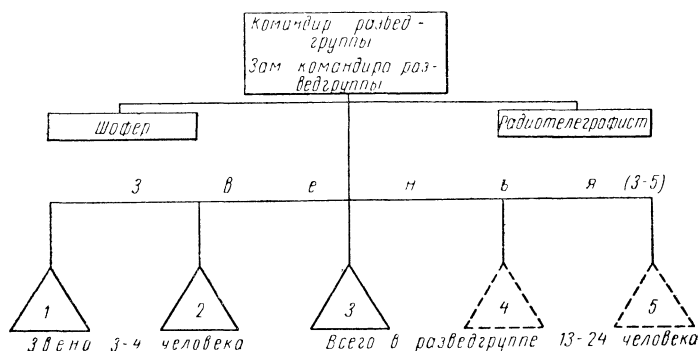 Командир развед-
группы
Зам командира раз-
ведгруппы
Шофер
Радиотелеграфист
З в е н ь я (3-5)
1 2 3 4 5
Звено 3-4 человека Всего в разведгруппе 13-24 человека